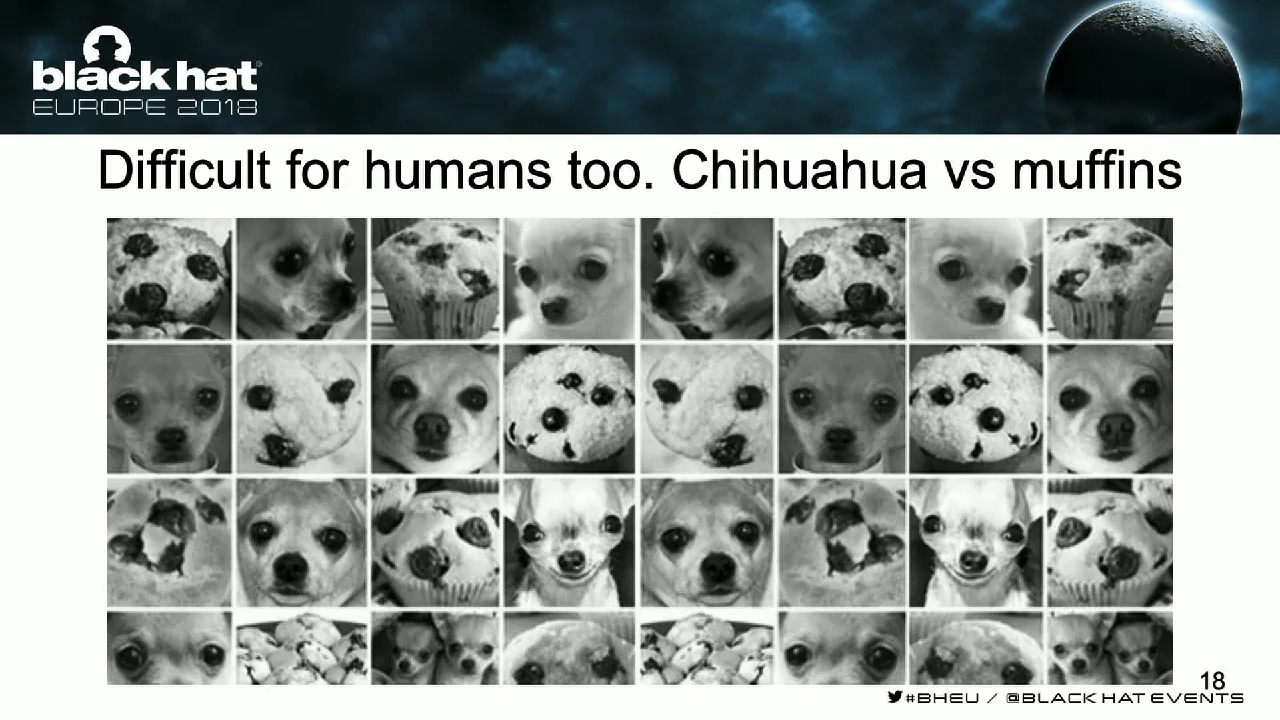 black hat®
EUROPE 2018
Difficult for humans too. Chihuahua vs muffins
18
#BHEU / @BLACK HAT EVENTS